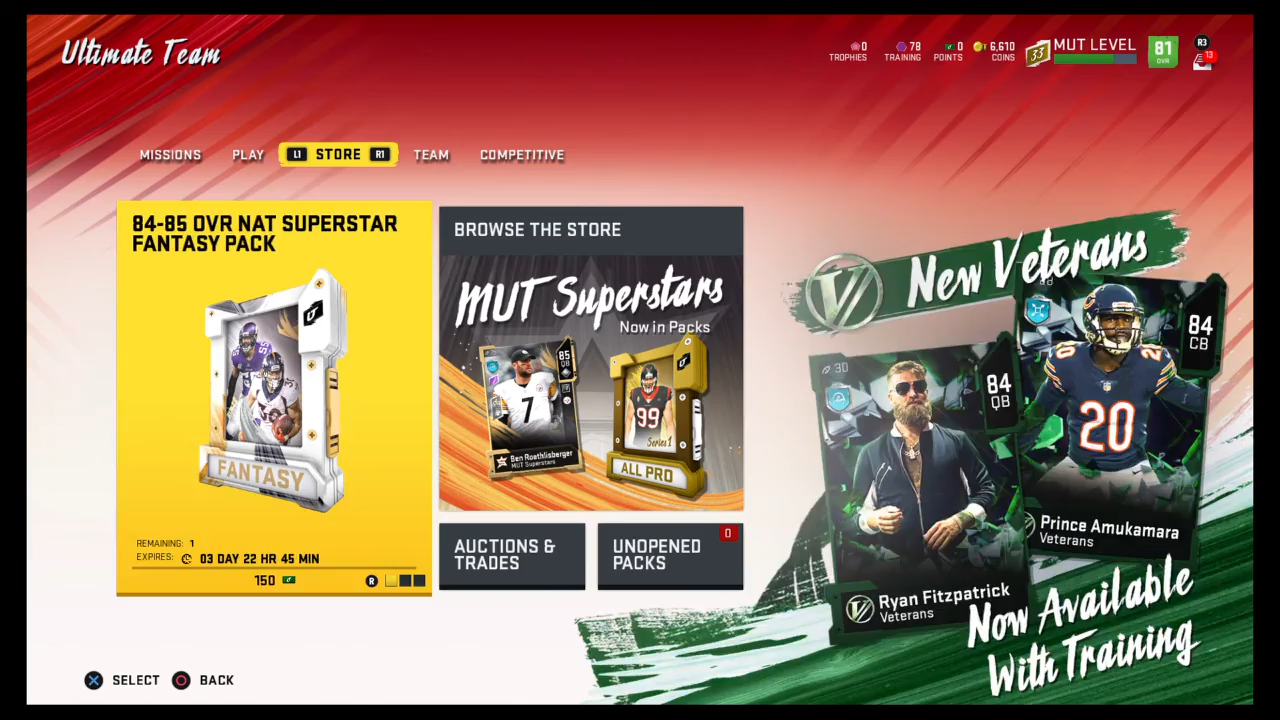 Ultimate Team
0
TROPHIES
78
TRAINING
0
POINTS
6,610
COINS
33
MUT LEVEL
81
OVR
R3
13
MISSIONS
PLAY
L1 STORE R1
TEAM
COMPETITIVE
84-85 OVR NAT SUPERSTAR
FANTASY PACK
FANTASY
REMAINING: 1
EXPIRES: 03 DAY 22 HR 45 MIN
150
R
BROWSE THE STORE
MUT Superstars
Now in Packs
85
QB
7
Ben Roethlisberger
MUT Superstars
99
Series 1
ALL PRO
AUCTIONS &
TRADES
UNOPENED
PACKS
0
New Veterans
84
CB
20
20
Prince Amukamara
Veterans
30
84
QB
Ryan Fitzpatrick
Veterans
Now Available
With Training
SELECT
BACK